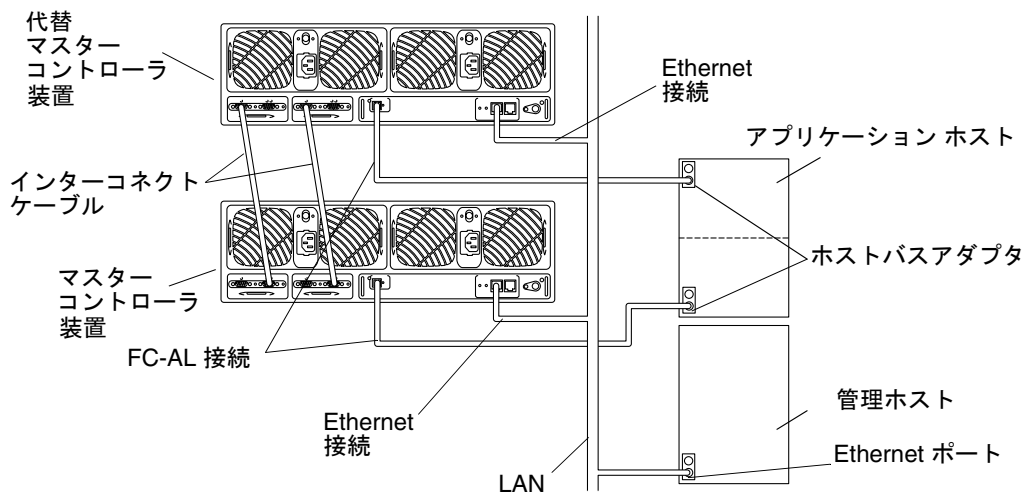 代替
マスター
コントローラ
装置
Ethernet
接続
アプリケーション ホスト
インターコネクト
ケーブル
ホストバスアダプタ
マスター
コントローラ
装置
FC-AL 接続
Ethernet
接続
管理ホスト
Ethernet ポート
LAN